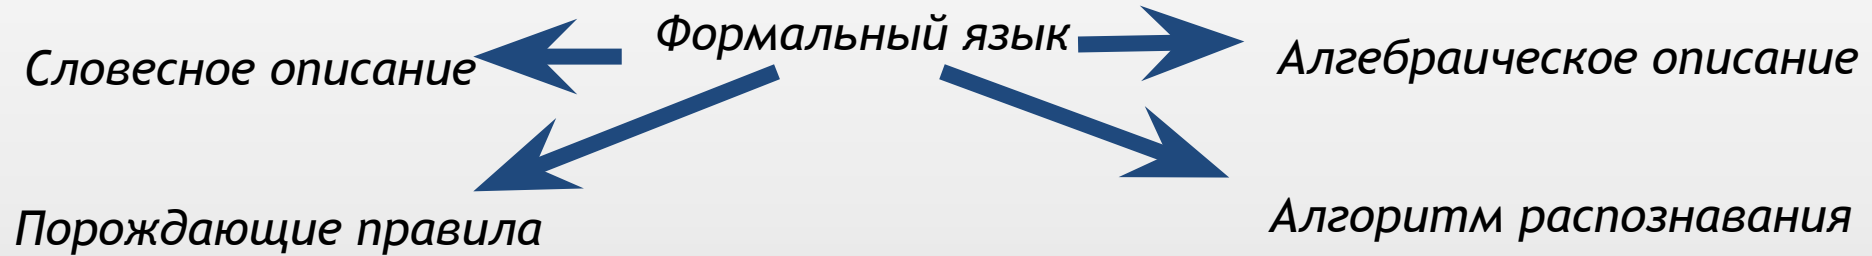 Формальный язык
Словесное описание
Алгебраическое описание
Порождающие правила
Алгоритм распознавания